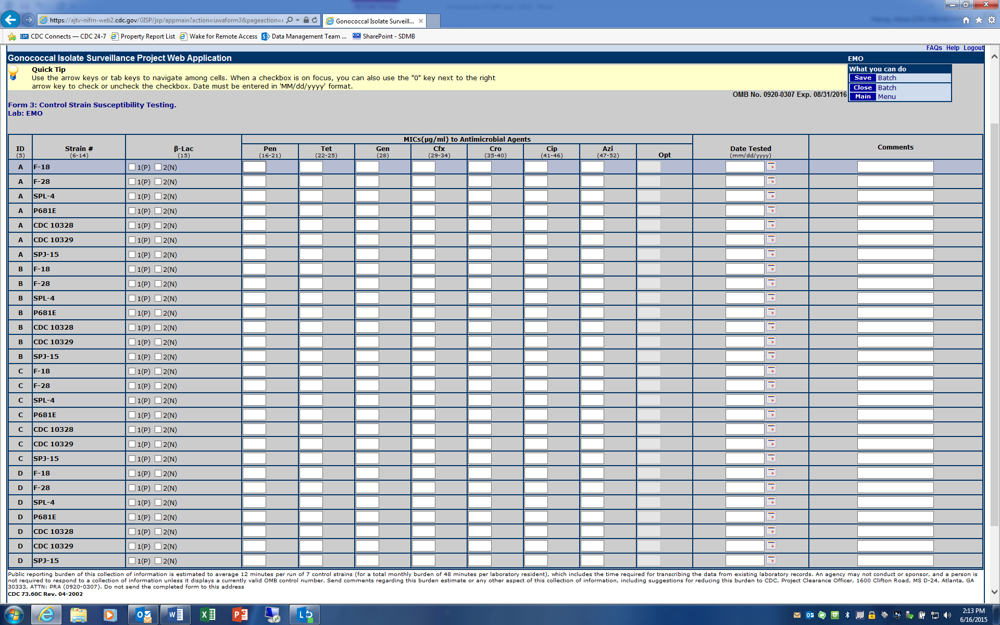 https://ajtv-nifm-web2.cdc.gov/GISP/jsp/appmain?action=uwaform3&pageaction=
Gonococcal Isolate Surveill...
CDC Connects — CDC 24-7 Property Report List Wake for Remote Access Data Management Team ... CDC SharePoint - SDMB
FAQs Help Logout
Gonococcal Isolate Surveillance Project Web Application EMO
Quick Tip
Use the arrow keys or tab keys to navigate among cells. When a checkbox is on focus, you can also use the "0" key next to the right
arrow key to check or uncheck the checkbox. Date must be entered in 'MM/dd/yyyy' format.
What you can do
Save Batch
Close Batch
Main Menu
OMB No. 0920-0307 Exp. 08/31/2016
Form 3: Control Strain Susceptibility Testing.
Lab: EMO
MICs(µg/ml) to Antimicrobial Agents
ID Strain # β-Lac Pen Tet Gen Cfx Cro Cip Azi Opt Date Tested Comments
(5) (6-14) (15) (16-21) (22-25) (28) (29-34) (35-40) (41-46) (47-52) (mm/dd/yyyy)
A F-18 1(P) 2(N)
A F-28 1(P) 2(N)
A SPL-4 1(P) 2(N)
A P681E 1(P) 2(N)
A CDC 10328 1(P) 2(N)
A CDC 10329 1(P) 2(N)
A SPJ-15 1(P) 2(N)
B F-18 1(P) 2(N)
B F-28 1(P) 2(N)
B SPL-4 1(P) 2(N)
B P681E 1(P) 2(N)
B CDC 10328 1(P) 2(N)
B CDC 10329 1(P) 2(N)
B SPJ-15 1(P) 2(N)
C F-18 1(P) 2(N)
C F-28 1(P) 2(N)
C SPL-4 1(P) 2(N)
C P681E 1(P) 2(N)
C CDC 10328 1(P) 2(N)
C CDC 10329 1(P) 2(N)
C SPJ-15 1(P) 2(N)
D F-18 1(P) 2(N)
D F-28 1(P) 2(N)
D SPL-4 1(P) 2(N)
D P681E 1(P) 2(N)
D CDC 10328 1(P) 2(N)
D CDC 10329 1(P) 2(N)
D SPJ-15 1(P) 2(N)
Public reporting burden of this collection of information is estimated to average 12 minutes per run of 7 control strains (for a total monthly burden of 48 minutes per laboratory resident), which includes the time required for transcribing the data from existing laboratory records. An agency may not conduct or sponsor, and a person is
not required to respond to a collection of information unless it displays a currently valid OMB control number. Send comments regarding this burden estimate or any other aspect of this collection of information, including suggestions for reducing this burden to CDC, Project Clearance Officer, 1600 Clifton Road, MS D-24, Atlanta, GA
30333, ATTN: PRA (0920-0307). Do not send the completed form to this address
CDC 73.60C Rev. 04-2002
2:13 PM
6/16/2015